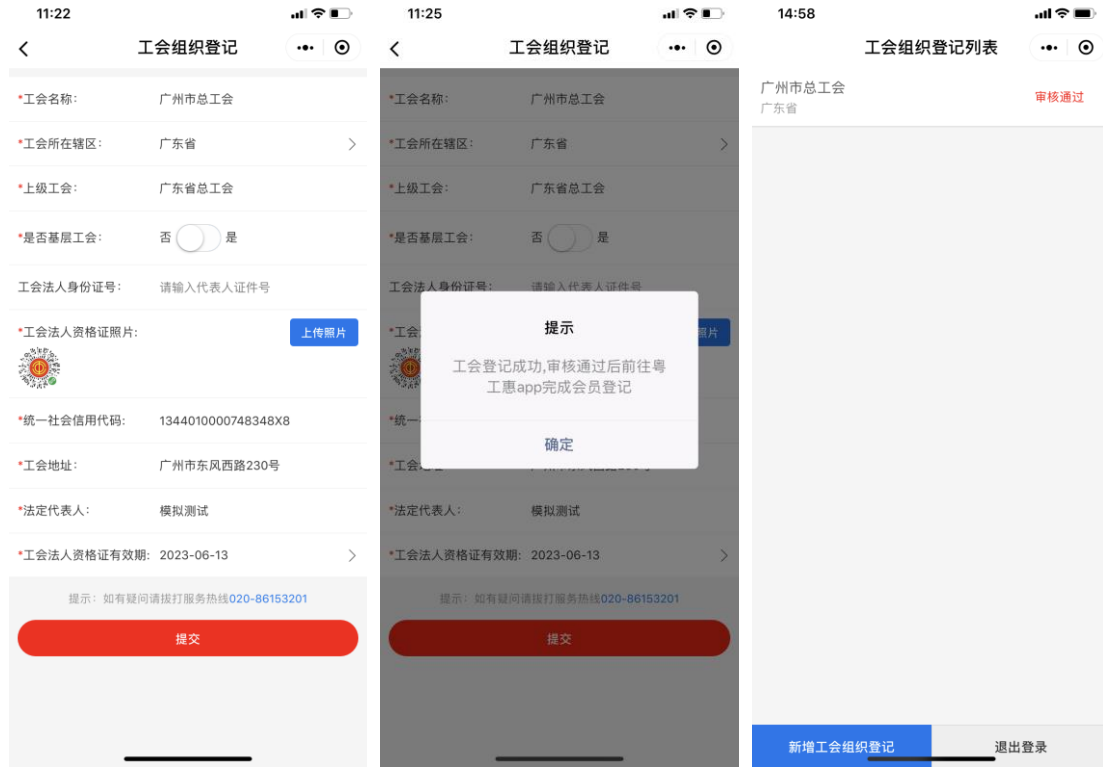 11:22
工会组织登记
*工会名称: 广州市总工会
*工会所在辖区: 广东省
*上级工会: 广东省总工会
*是否基层工会: 否 是
工会法人身份证号: 请输入代表人证件号
*工会法人资格证照片: 上传照片
*统一社会信用代码: 1344010000748348X8
*工会地址: 广州市东风西路230号
*法定代表人: 模拟测试
*工会法人资格证有效期: 2023-06-13
提示: 如有疑问请拨打服务热线020-86153201
提交
11:25
工会组织登记
*工会名称: 广州市总工会
*工会所在辖区: 广东省
*上级工会: 广东省总工会
*是否基层工会: 否 是
工会法人身份证号: 请输入代表人证件号
*工会
照片
提示
工会登记成功,审核通过后前往粤
工惠app完成会员登记
确定
*统一
*工会
*法定代表人: 模拟测试
*工会法人资格证有效期: 2023-06-13
提示: 如有疑问请拨打服务热线020-86153201
提交
14:58
工会组织登记列表
广州市总工会
广东省
审核通过
新增工会组织登记
退出登录